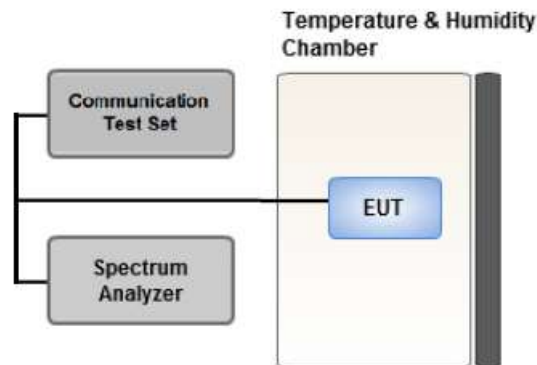 Temperature & Humidity
Chamber
Communication
Test Set
EUT
Spectrum
Analyzer